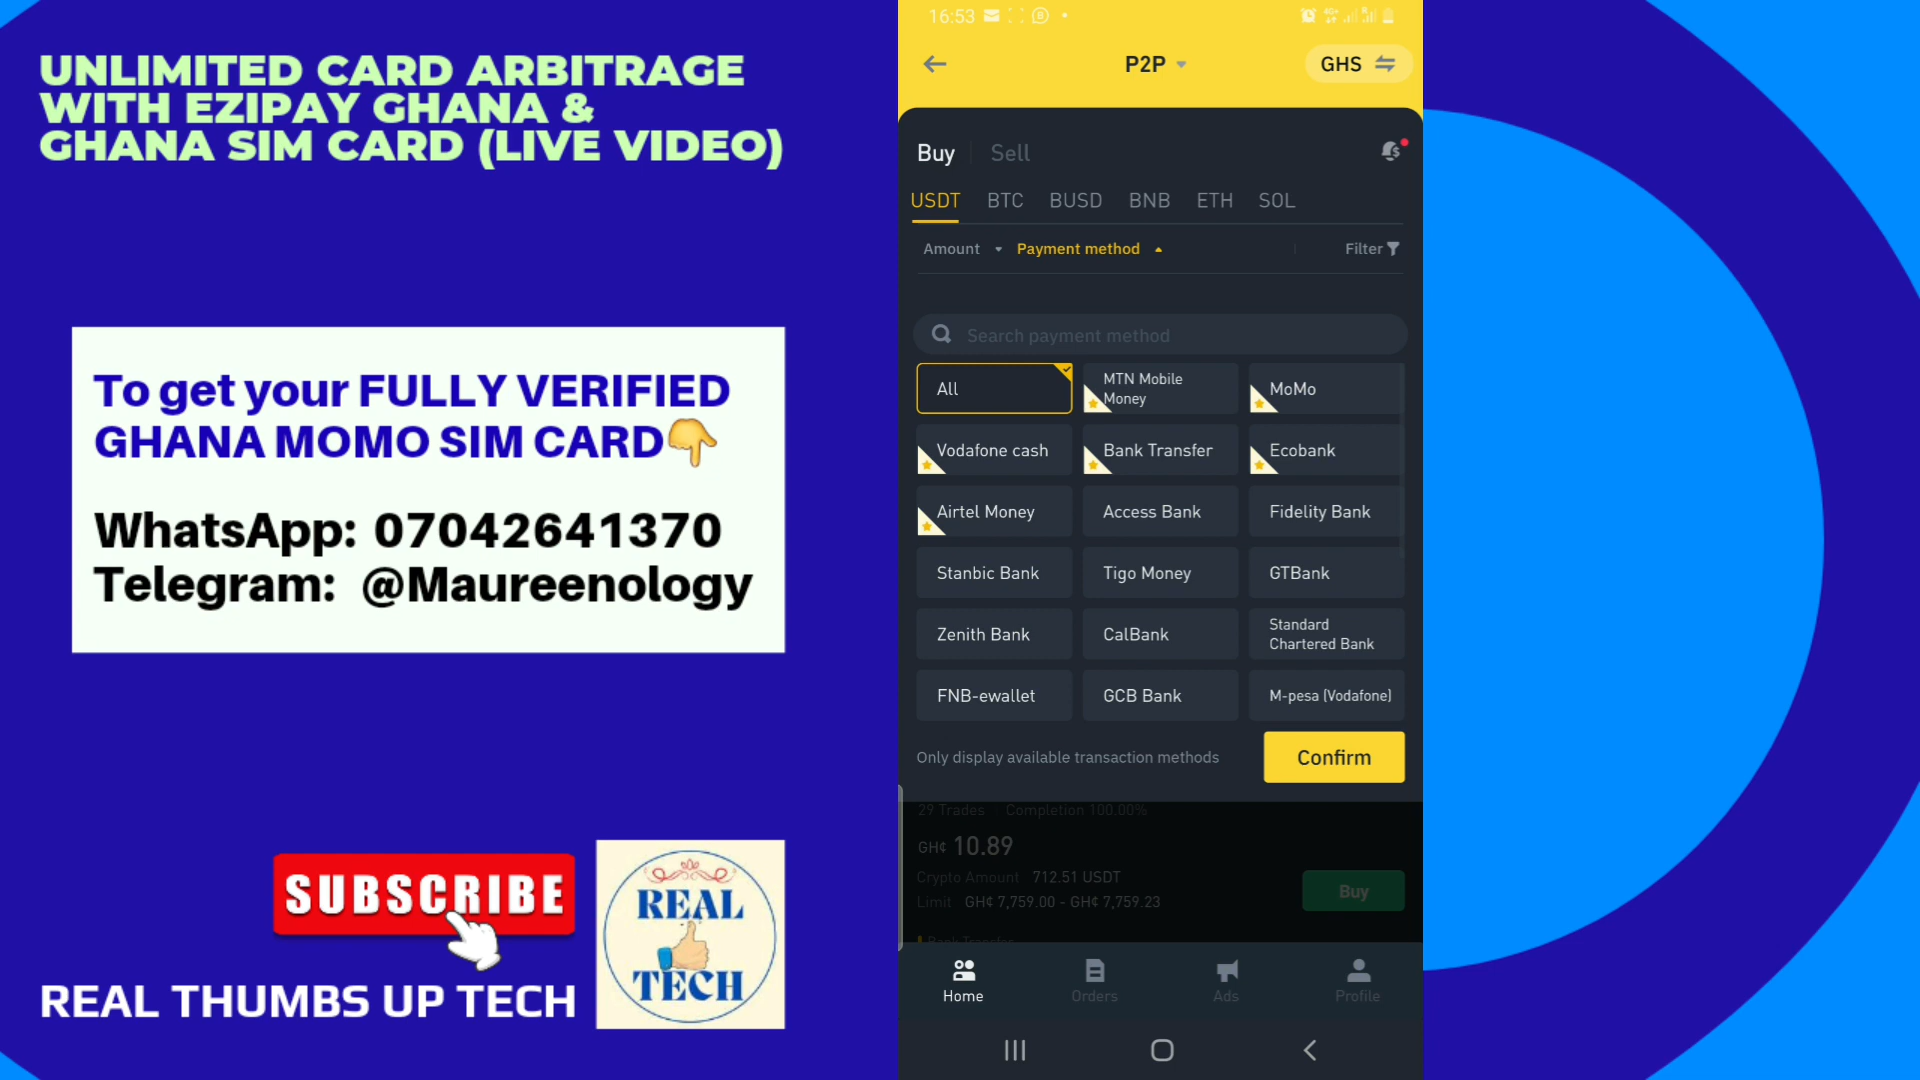 UNLIMITED CARD ARBITRAGE
WITH EZIPAY GHANA &
GHANA SIM CARD (LIVE VIDEO)
To get your FULLY VERIFIED
GHANA MOMO SIM CARD👇
WhatsApp: 07042641370
Telegram: @Maureenology
SUBSCRIBE
REAL THUMBS UP TECH
REAL
TECH
16:53
P2P
GHS
Buy
Sell
USDT
BTC
BUSD
BNB
ETH
SOL
Amount
Payment method
Filter
Search payment method
All
MTN Mobile
Money
MoMo
Vodafone cash
Bank Transfer
Ecobank
Airtel Money
Access Bank
Fidelity Bank
Stanbic Bank
Tigo Money
GTBank
Zenith Bank
CalBank
Standard
Chartered Bank
FNB-ewallet
GCB Bank
M-pesa (Vodafone)
Only display available transaction methods
Confirm
29 Trades Completion 100.00%
GH¢ 10.89
Crypto Amount 712.51 USDT
Limit GH¢ 7,759.00 - GH¢ 7,759.23
Buy
Bank Transfer
Home
Orders
Ads
Profile